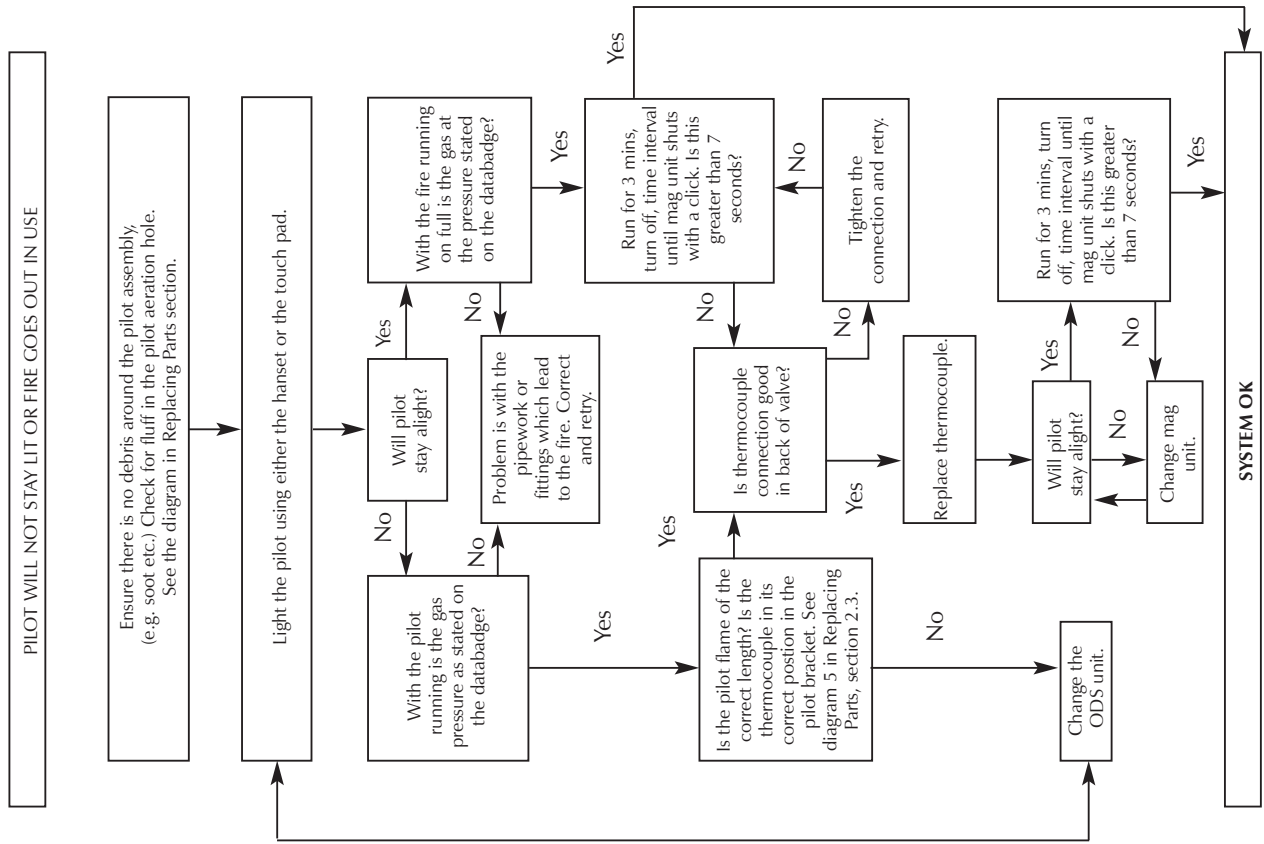 PILOT WILL NOT STAY LIT OR FIRE GOES OUT IN USE
Ensure there is no debris around the pilot assembly,
(e.g. soot etc.) Check for fluff in the pilot aeration hole.
See the diagram in Replacing Parts section.
Light the pilot using either the hanset or the touch pad.
Will pilot
stay alight?
No
Yes
With the pilot
running is the gas
pressure as stated on
the databadge?
With the fire running
on full is the gas at
the pressure stated
on the databadge?
No
No
Problem is with the
pipework or
fittings which lead
to the fire. Correct
and retry.
Yes
Yes
Run for 3 mins,
turn off, time interval
until mag unit shuts
with a click. Is this
greater than 7
seconds?
Yes
No
Is the pilot flame of the
correct length? Is the
thermocouple in its
correct postion in the
pilot bracket. See
diagram 5 in Replacing
Parts, section 2.3.
Yes
Is thermocouple
connection good
in back of valve?
No
No
Tighten the
connection and retry.
Yes
Replace thermocouple.
No
Change the
ODS unit.
Will pilot
stay alight?
Yes
Run for 3 mins, turn
off, time interval until
mag unit shuts with a
click. Is this greater
than 7 seconds?
No
No
Change mag
unit.
Yes
SYSTEM OK